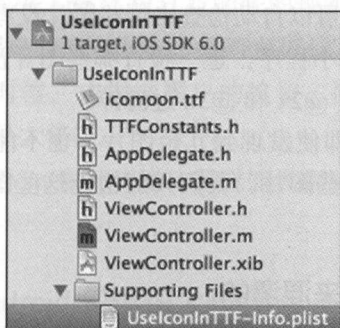 UseIconInTTF
1 target, iOS SDK 6.0
UseIconInTTF
icomoon.ttf
h TTFConstants.h
h AppDelegate.h
m AppDelegate.m
h ViewController.h
m ViewController.m
ViewController.xib
Supporting Files
UseIconInTTF-Info.plist